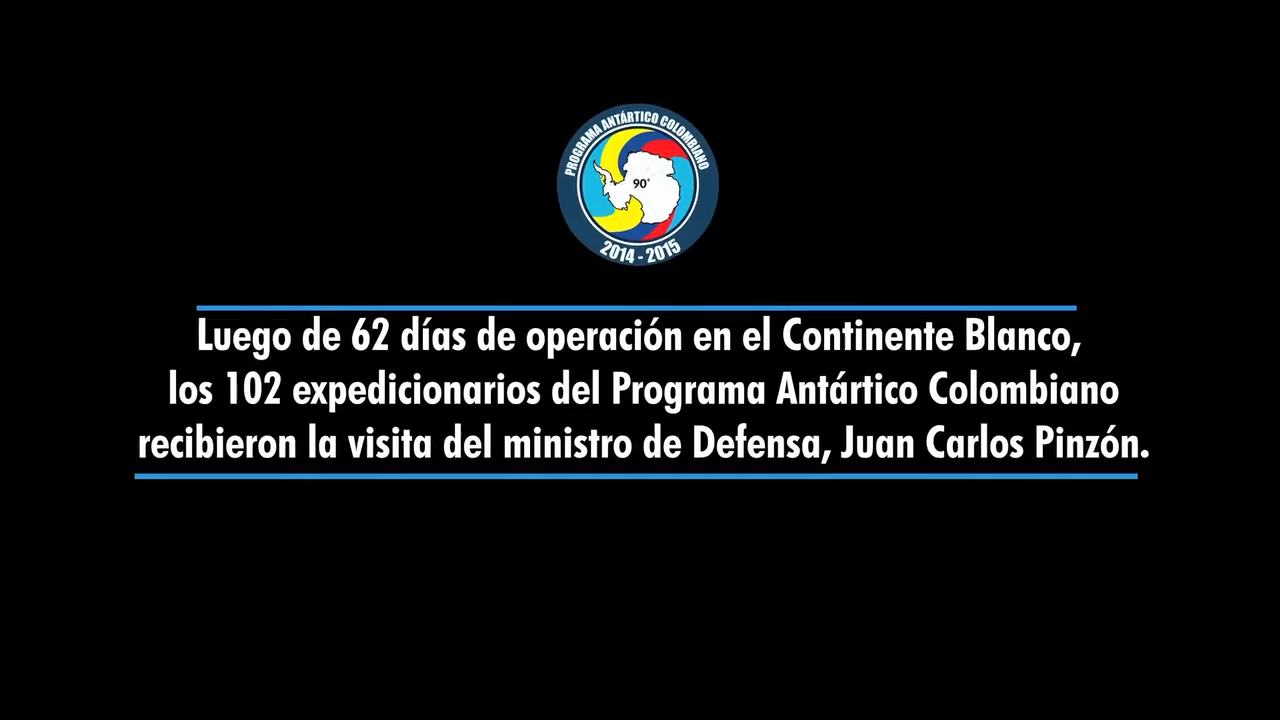 PROGRAMA ANTÁRTICO COLOMBIANO
90°
2014 - 2015
Luego de 62 días de operación en el Continente Blanco,
los 102 expedicionarios del Programa Antártico Colombiano
recibieron la visita del ministro de Defensa, Juan Carlos Pinzón.